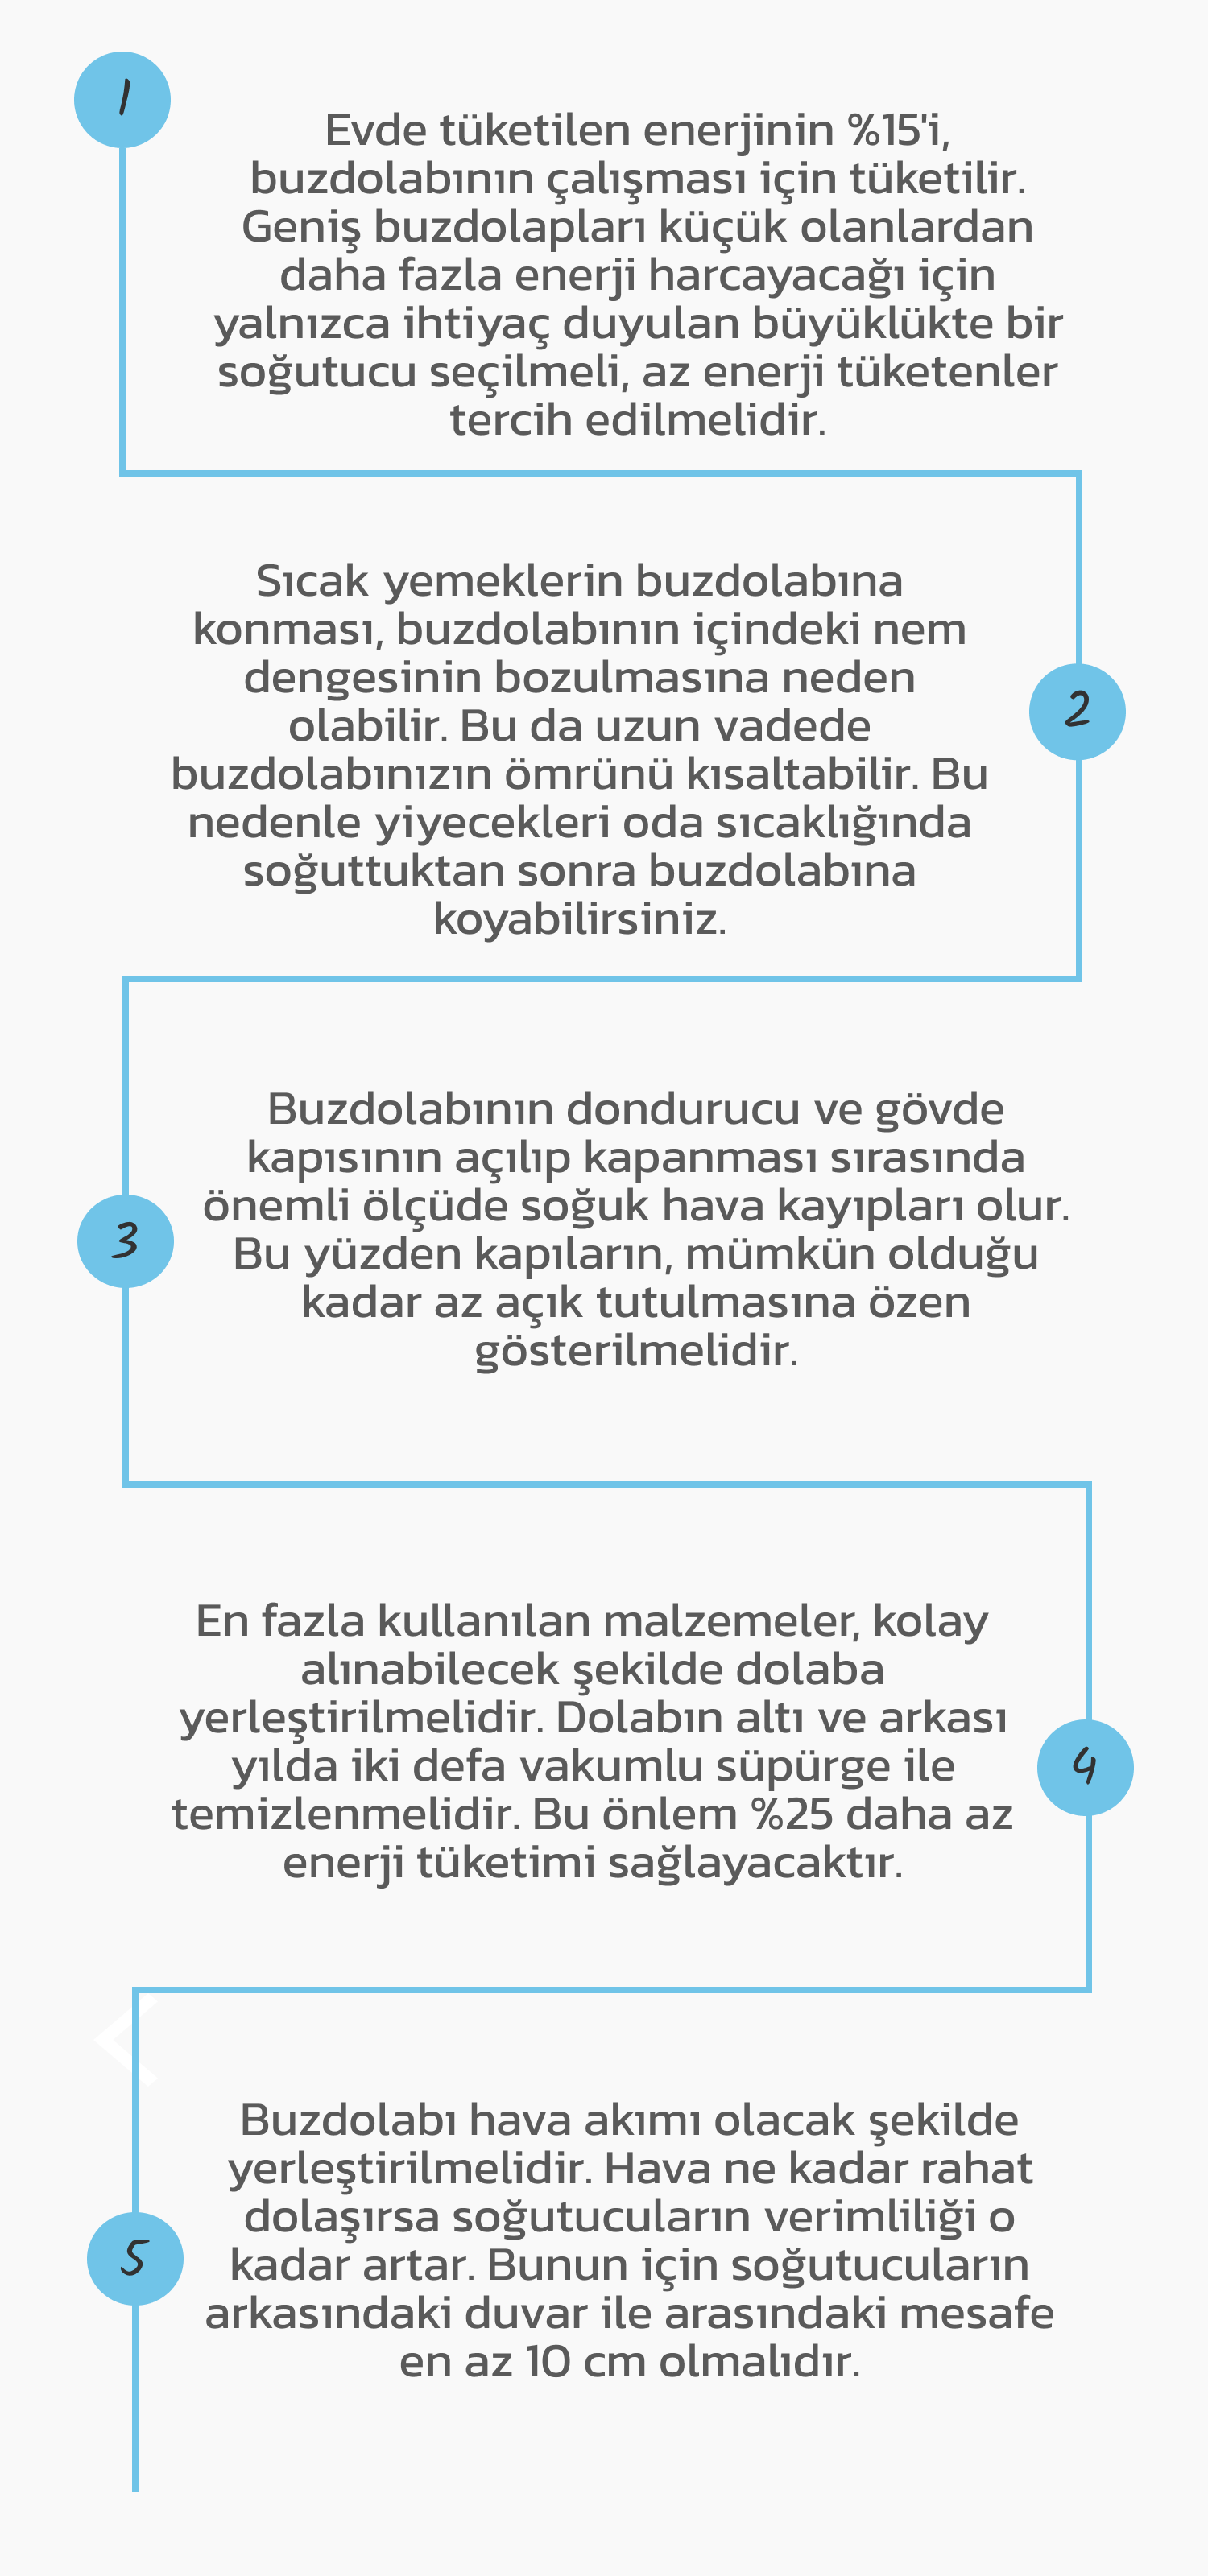 1
Evde tüketilen enerjinin %15'i,
buzdolabının çalışması için tüketilir.
Geniş buzdolapları küçük olanlardan
daha fazla enerji harcayacağı için
yalnızca ihtiyaç duyulan büyüklükte bir
soğutucu seçilmeli, az enerji tüketenler
tercih edilmelidir.
2
Sıcak yemeklerin buzdolabına
konması, buzdolabının içindeki nem
dengesinin bozulmasına neden
olabilir. Bu da uzun vadede
buzdolabınızın ömrünü kısaltabilir. Bu
nedenle yiyecekleri oda sıcaklığında
soğuttuktan sonra buzdolabına
koyabilirsiniz.
3
Buzdolabının dondurucu ve gövde
kapısının açılıp kapanması sırasında
önemli ölçüde soğuk hava kayıpları olur.
Bu yüzden kapıların, mümkün olduğu
kadar az açık tutulmasına özen
gösterilmelidir.
4
En fazla kullanılan malzemeler, kolay
alınabilecek şekilde dolaba
yerleştirilmelidir. Dolabın altı ve arkası
yılda iki defa vakumlu süpürge ile
temizlenmelidir. Bu önlem %25 daha az
enerji tüketimi sağlayacaktır.
5
Buzdolabı hava akımı olacak şekilde
yerleştirilmelidir. Hava ne kadar rahat
dolaşırsa soğutucuların verimliliği o
kadar artar. Bunun için soğutucuların
arkasındaki duvar ile arasındaki mesafe
en az 10 cm olmalıdır.